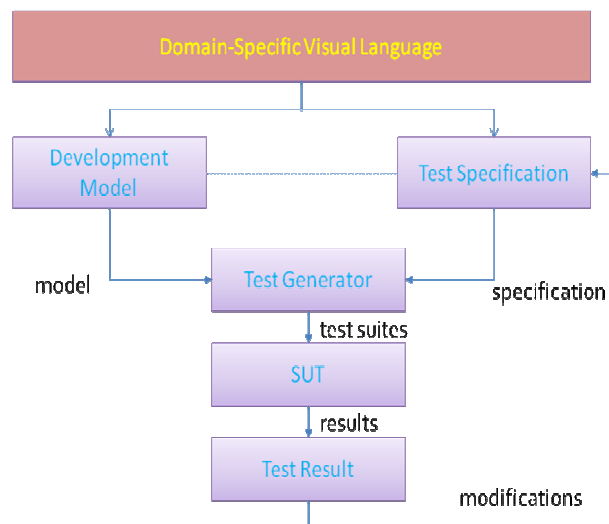 Domain-Specific Visual Language
Development
Model
Test Specification
model
Test Generator
specification
test suites
SUT
results
Test Result
modifications